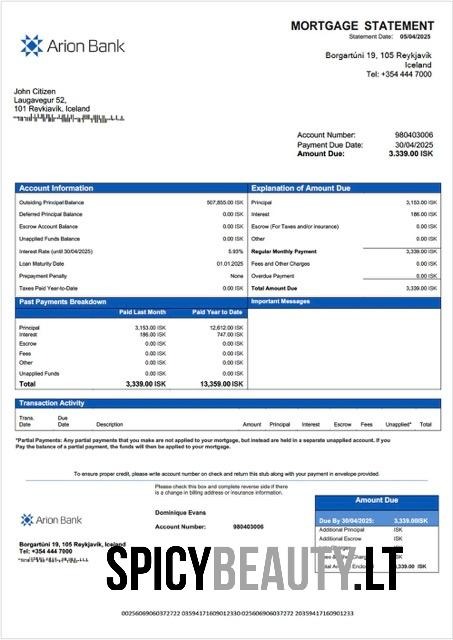 MORTGAGE STATEMENT
Statement Date: 05/04/2025
Arion Bank
Borgartúni 19, 105 Reykjavík
Iceland
Tel: +354 444 7000
John Citizen
Laugavegur 52,
101 Reykjavik, Iceland
Account Number: 980403006
Payment Due Date: 30/04/2025
Amount Due: 3.339.00 ISK
Account Information
Outsiding Principal Balance 507,855.00 ISK
Deferred Principal Balance 0.00 ISK
Escrow Account Balance 0.00 ISK
Unapplied Funds Balance 0.00 ISK
Interest Rate (until 30/04/2025) 5.93%
Loan Maturity Date 01.01.2025
Prepayment Penalty None
Taxes Paid Year-to-Date 0.00 ISK
Explanation of Amount Due
Principal 3,153.00 ISK
Interest 186.00 ISK
Escrow (For Taxes and/or insurance) 0.00 ISK
Other 0.00 ISK
Regular Monthly Payment 3,339.00 ISK
Fees and Other Charges 0.00 ISK
Overdue Payment 0.00 ISK
Total Amount Due 3,339.00 ISK
Past Payments Breakdown
Paid Last Month Paid Year to Date
Principal 3,153.00 ISK 12,612.00 ISK
Interest 186.00 ISK 747.00 ISK
Escrow 0.00 ISK 0.00 ISK
Fees 0.00 ISK 0.00 ISK
Other 0.00 ISK 0.00 ISK
Unapplied Funds 0.00 ISK 0.00 ISK
Total 3,339.00 ISK 13,359.00 ISK
Important Messages
Transaction Activity
Trans. Date Due Date Description Amount Principal Interest Escrow Fees Unapplied* Total
*Partial Payments: Any partial payments that you make are not applied to your mortgage, but instead are held in a separate unapplied account. If you
Pay the balance of a partial payment, the funds will then be applied to your mortgage.
To ensure proper credit, please write account number on check and return this stub along with your payment in envelope provided.
Please check this box and complete reverse side if there
is a change in billing address or insurance information.
Arion Bank
Dominique Evans
Account Number: 980403006
Borgartúni 19, 105 Reykjavík, Iceland
Tel: +354 444 7000
Amount Due
Due By 30/04/2025: 3,339.00ISK
Additional Principal
Additional Escrow
SPICYBEAUTY.LT